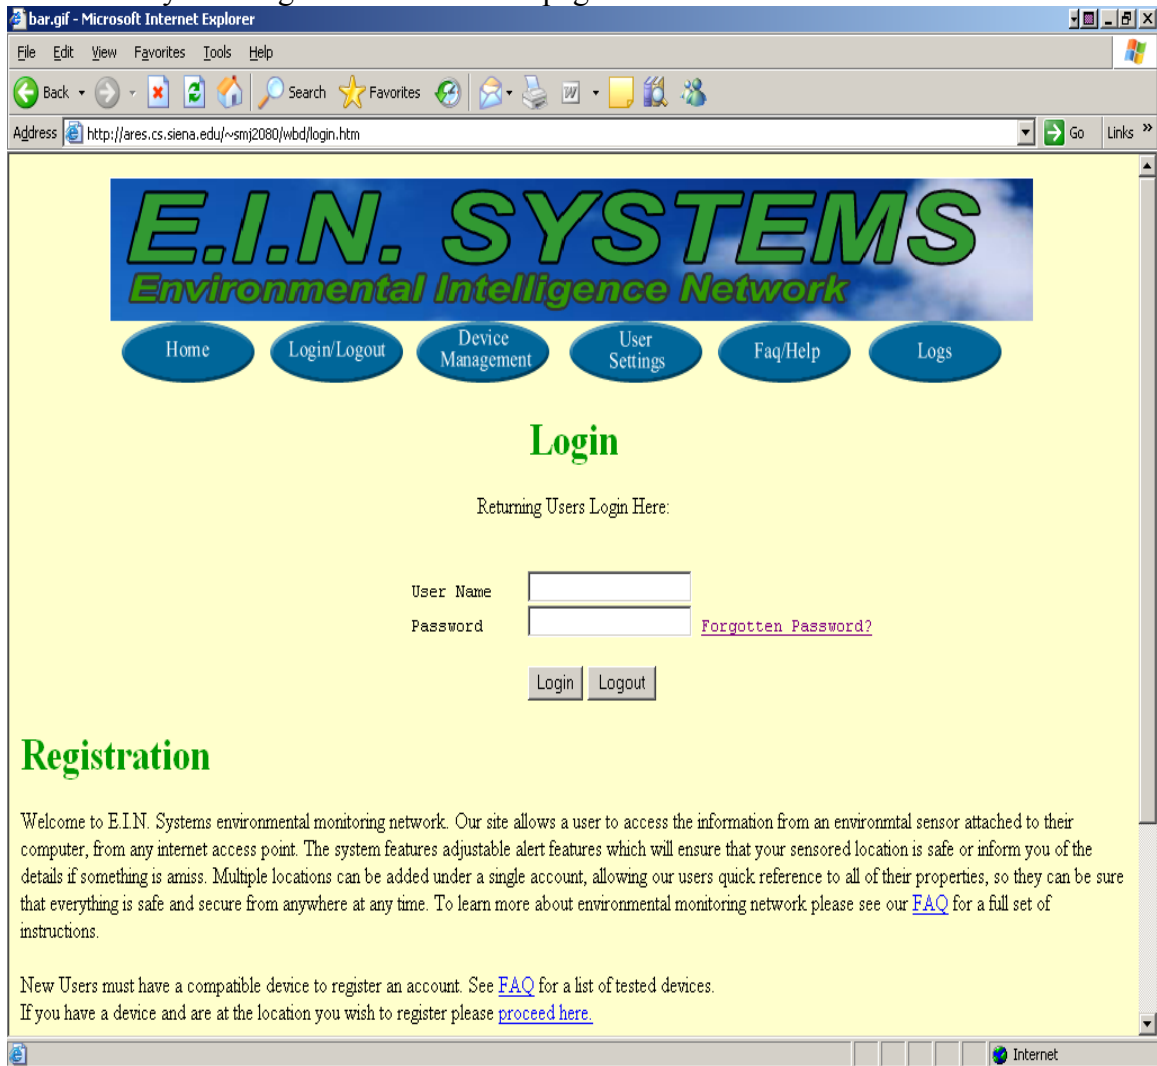 bar.gif - Microsoft Internet Explorer
File Edit View Favorites Tools Help
Back Search Favorites
Address http://ares.cs.siena.edu/~smj2080/wbd/login.htm Go Links »
E.I.N. SYSTEMS
Environmental Intelligence Network
Home Login/Logout Device Management User Settings Faq/Help Logs
Login
Returning Users Login Here:
User Name
Password Forgotten Password?
Login Logout
Registration
Welcome to E.I.N. Systems environmental monitoring network. Our site allows a user to access the information from an environmtal sensor attached to their
computer, from any internet access point. The system features adjustable alert features which will ensure that your sensored location is safe or inform you of the
details if something is amiss. Multiple locations can be added under a single account, allowing our users quick reference to all of their properties, so they can be sure
that everything is safe and secure from anywhere at any time. To learn more about environmental monitoring network please see our FAQ for a full set of
instructions.
New Users must have a compatible device to register an account. See FAQ for a list of tested devices.
If you have a device and are at the location you wish to register please proceed here.
Internet